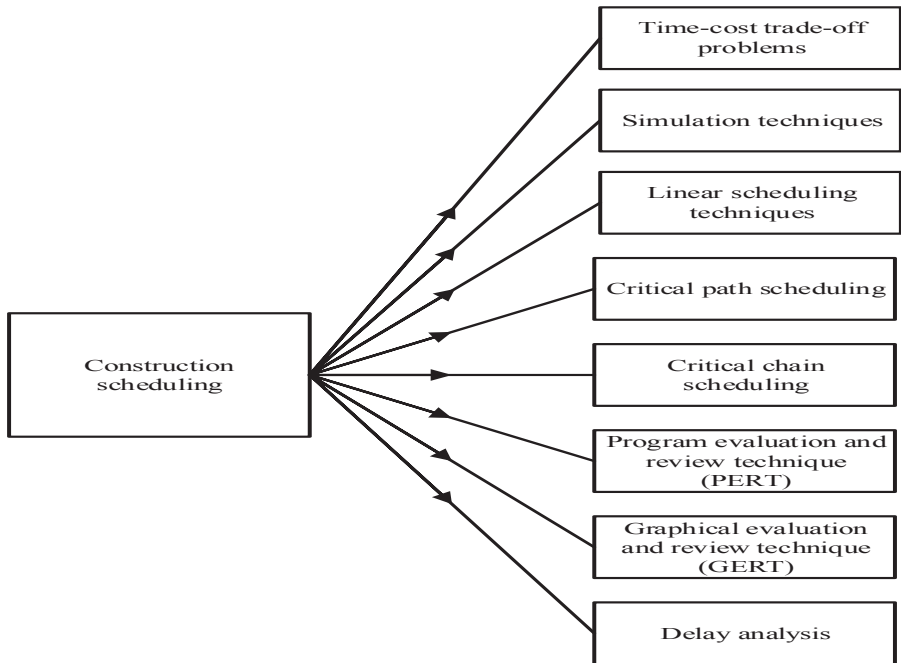 Time-cost trade-off
problems
Simulation techniques
Linear scheduling
techniques
Critical path scheduling
Construction
scheduling
Critical chain
scheduling
Program evaluation and
review technique
(PERT)
Graphical evaluation
and review technique
(GERT)
Delay analysis